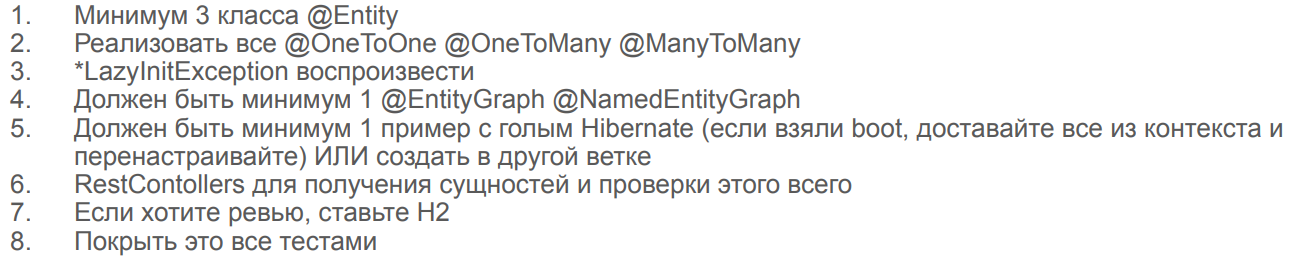 1. Минимум 3 класса @Entity
2. Реализовать все @OneToOne @OneToMany @ManyToMany
3. *LazyInitException воспроизвести
4. Должен быть минимум 1 @EntityGraph @NamedEntityGraph
5. Должен быть минимум 1 пример с голым Hibernate (если взяли boot, доставайте все из контекста и
перенастраивайте) ИЛИ создать в другой ветке
6. RestContollers для получения сущностей и проверки этого всего
7. Если хотите ревью, ставьте H2
8. Покрыть это все тестами